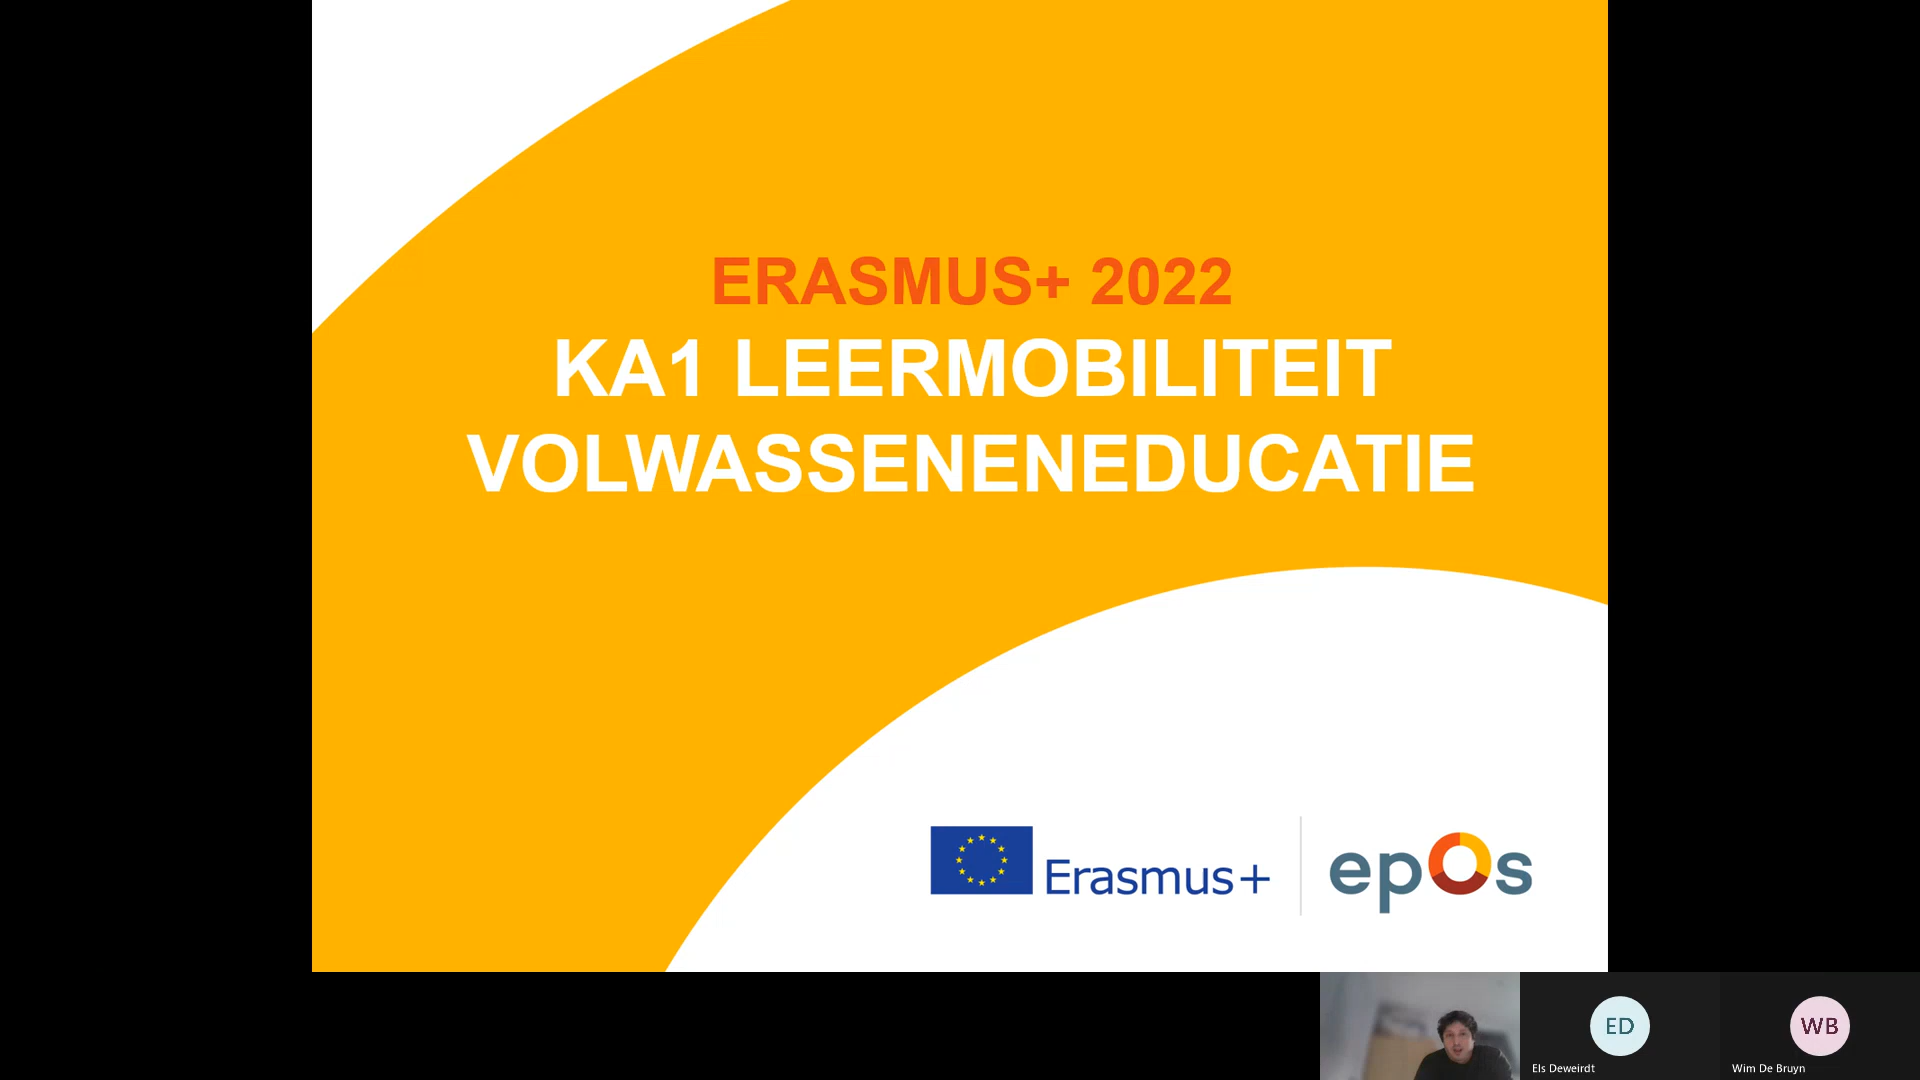 ERASMUS+ 2022
KA1 LEERMOBILITEIT
VOLWASSENENEDUCATIE
Erasmus+
epos
ED
WB
Els Deweirdt
Wim De Bruyn